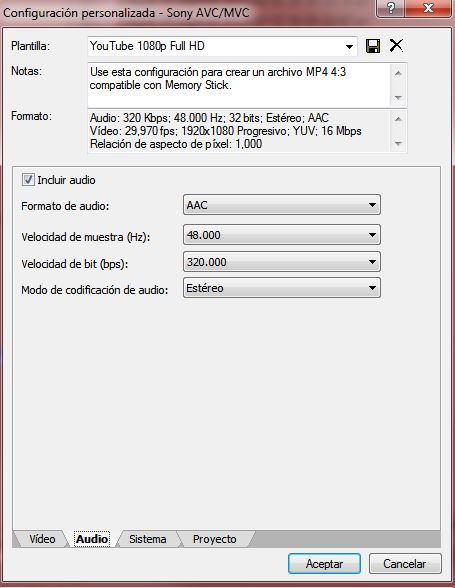 Configuración personalizada - Sony AVC/MVC
Plantilla: YouTube 1080p Full HD
Notas: Use esta configuración para crear un archivo MP4 4:3
compatible con Memory Stick.
Formato: Audio: 320 Kbps; 48.000 Hz; 32 bits; Estéreo; AAC
Vídeo: 29,970 fps; 1920x1080 Progresivo; YUV; 16 Mbps
Relación de aspecto de píxel: 1,000
Incluir audio
Formato de audio: AAC
Velocidad de muestra (Hz): 48.000
Velocidad de bit (bps): 320.000
Modo de codificación de audio: Estéreo
Vídeo Audio Sistema Proyecto
Aceptar Cancelar